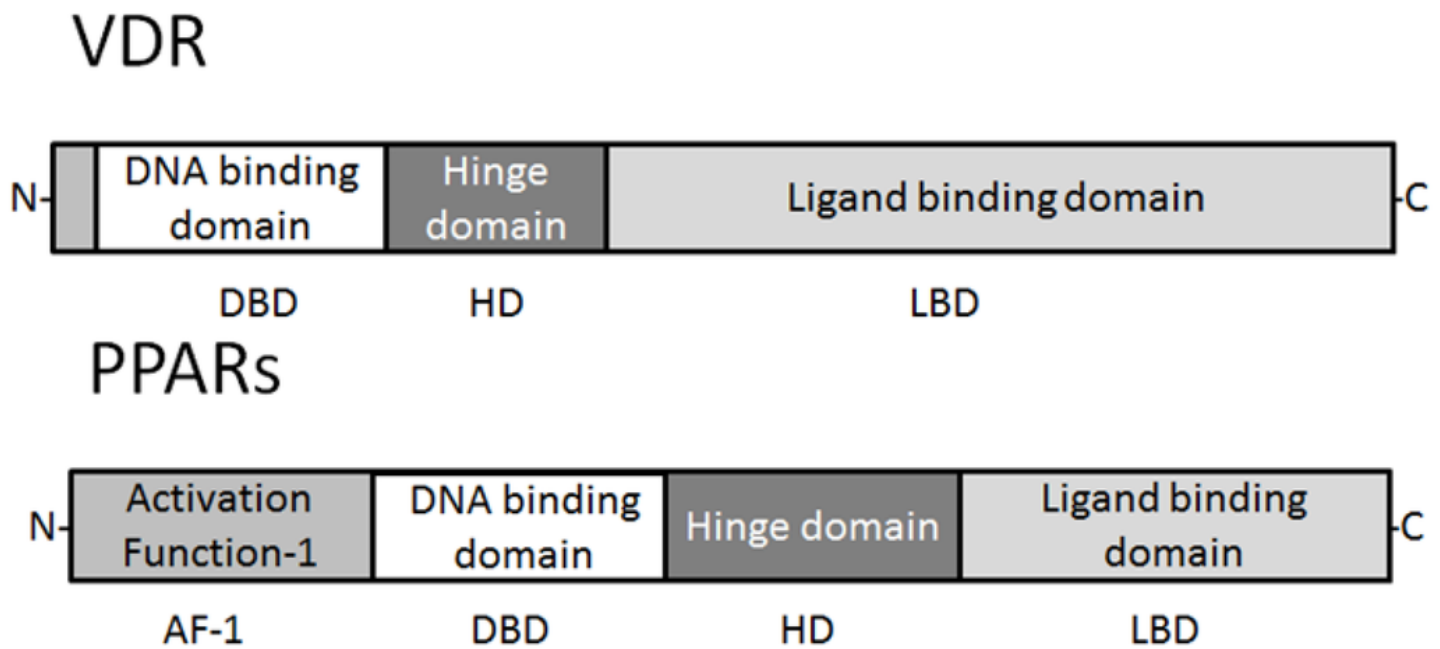 VDR
N-
DNA binding
domain
Hinge
domain
Ligand binding domain
-C
DBD
HD
LBD
PPARs
N-
Activation
Function-1
DNA binding
domain
Hinge domain
Ligand binding
domain
-C
AF-1
DBD
HD
LBD